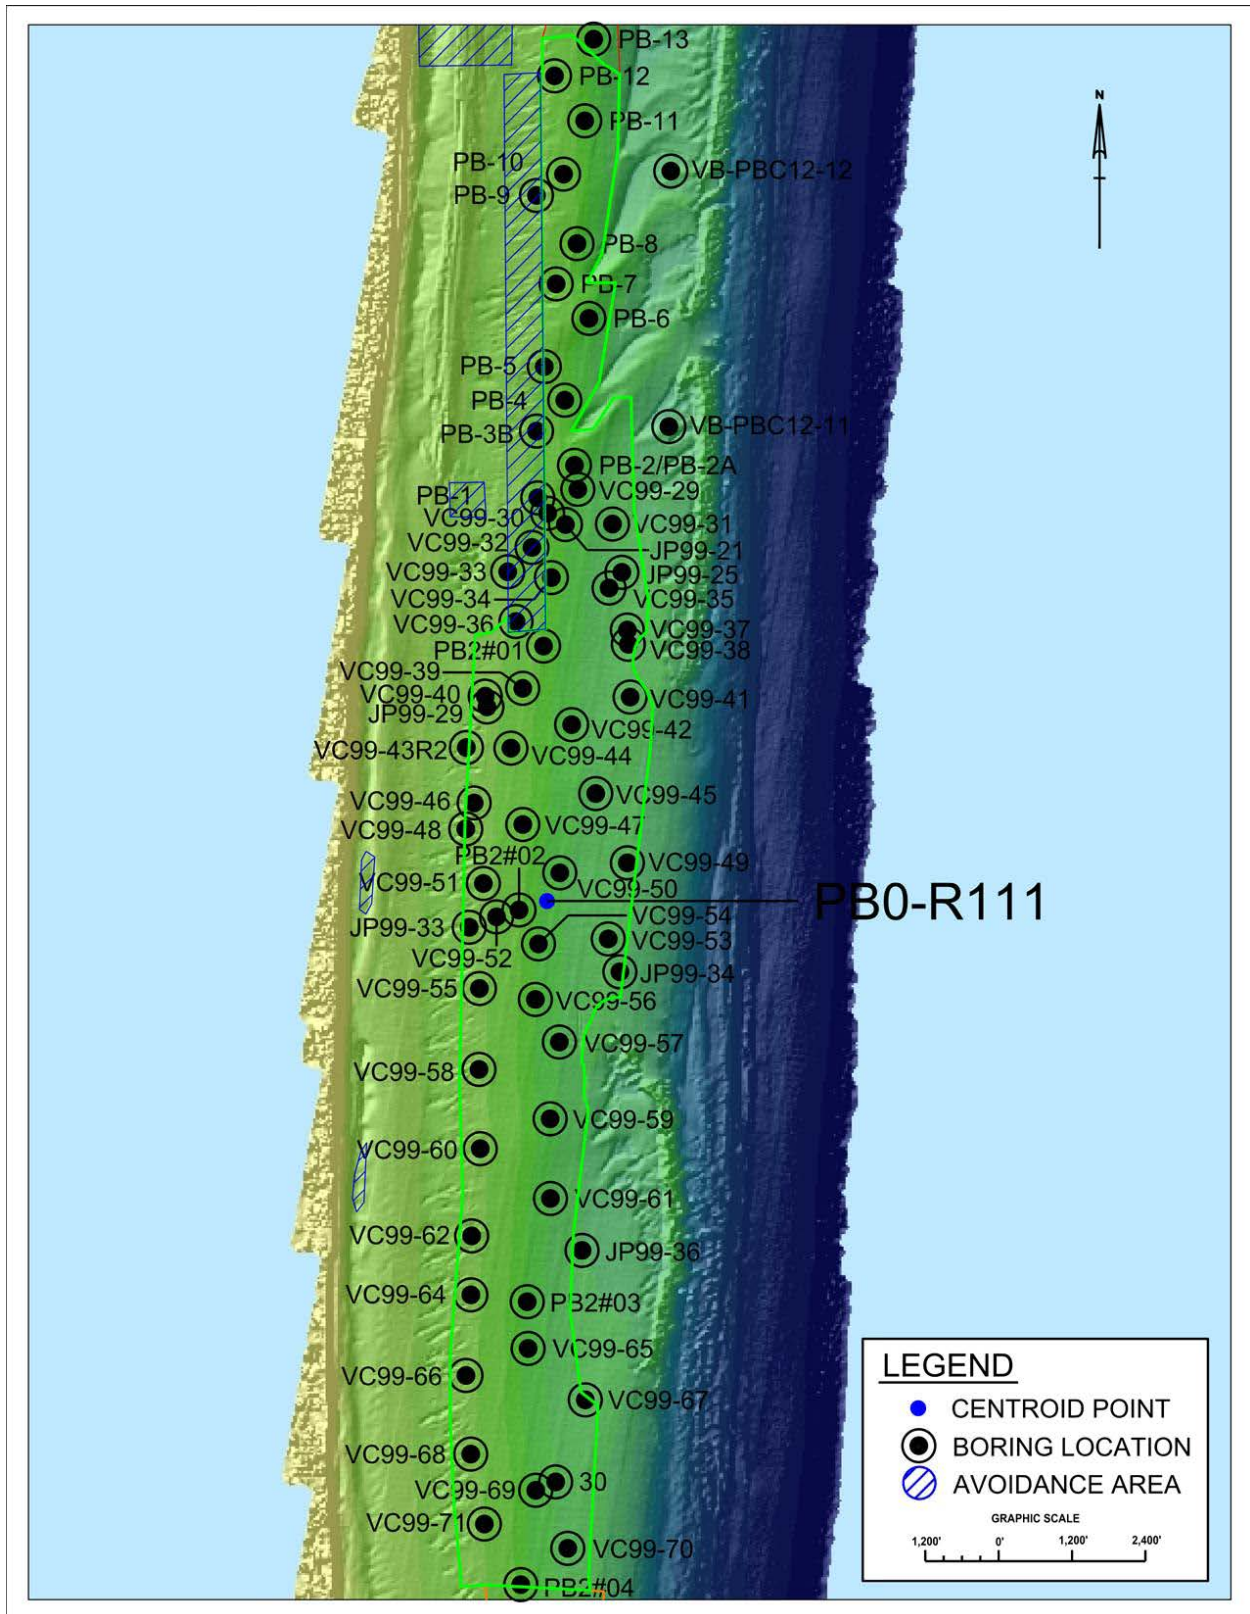 PB-13
PB-12
N
PB-11
PB-10
VB-PBC12-12
PB-9
PB-8
PB-7
PB-6
PB-5
PB-4
VB-PBC12-11
PB-3B
PB-2/PB-2A
PB-1
VC99-29
VC99-30
VC99-31
VC99-32
JP99-21
VC99-33
JP99-25
VC99-34
VC99-35
VC99-36
VC99-37
PB2#01
VC99-38
VC99-39
VC99-40
VC99-41
JP99-29
VC99-42
VC99-43R2
VC99-44
VC99-46
VC99-45
VC99-48
VC99-47
PB2#02
VC99-49
VC99-51
VC99-50
PB0-R111
VC99-54
JP99-33
VC99-53
VC99-52
JP99-34
VC99-55
VC99-56
VC99-57
VC99-58
VC99-59
VC99-60
VC99-61
VC99-62
JP99-36
VC99-64
PB2#03
VC99-65
VC99-66
VC99-67
VC99-68
VC99-69
30
VC99-71
VC99-70
PB2#04
LEGEND
CENTROID POINT
BORING LOCATION
AVOIDANCE AREA
GRAPHIC SCALE
1,200' 0' 1,200' 2,400'